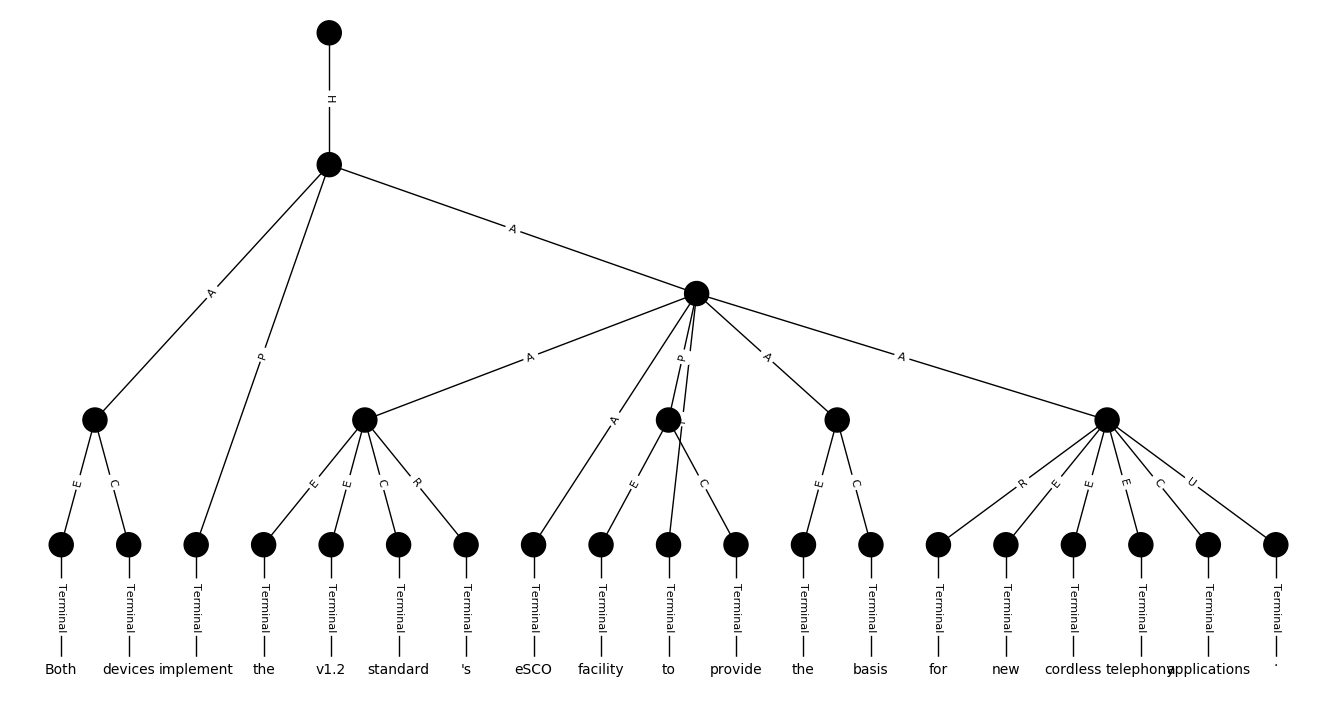 H
A
A
P
A
P
A
A
A
E
C
E
E
C
R
E
C
E
C
R
E
E
E
C
U
Terminal Terminal Terminal Terminal Terminal Terminal Terminal Terminal Terminal Terminal Terminal Terminal Terminal Terminal Terminal Terminal Terminal Terminal Terminal
Both devices implement the v1.2 standard 's eSCO facility to provide the basis for new cordless telephony applications .